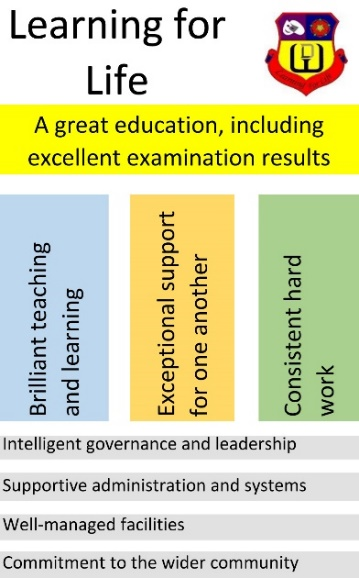 Learning for
Life
A great education, including
excellent examination results
Brilliant teaching
and learning
Exceptional support
for one another
Consistent hard
work
Intelligent governance and leadership
Supportive administration and systems
Well-managed facilities
Commitment to the wider community